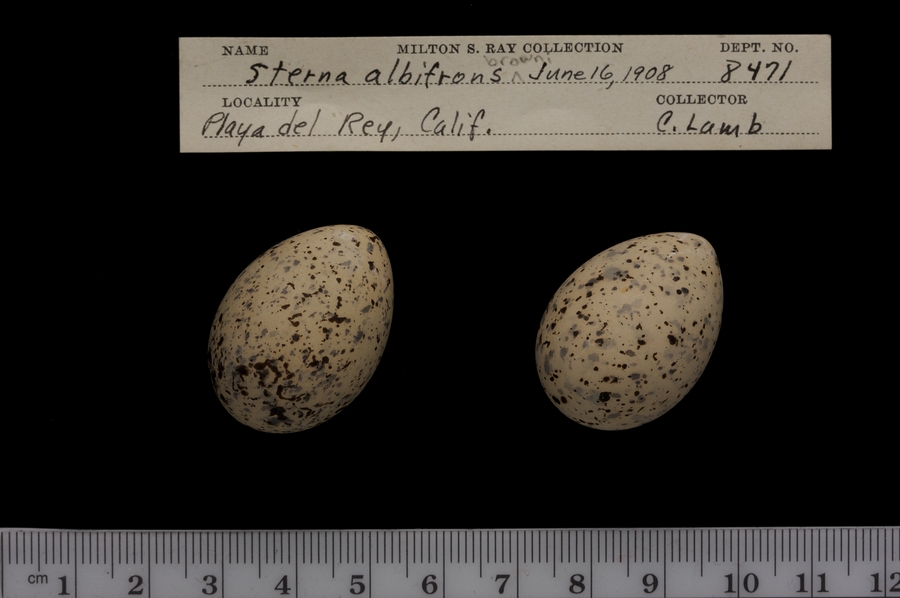 NAME MILTON S. RAY COLLECTION DEPT. NO.
browni
Sterna albifrons ^ June 16, 1908 8471
LOCALITY COLLECTOR
Playa del Rey, Calif. C. Lamb
cm 1 2 3 4 5 6 7 8 9 10 11 12